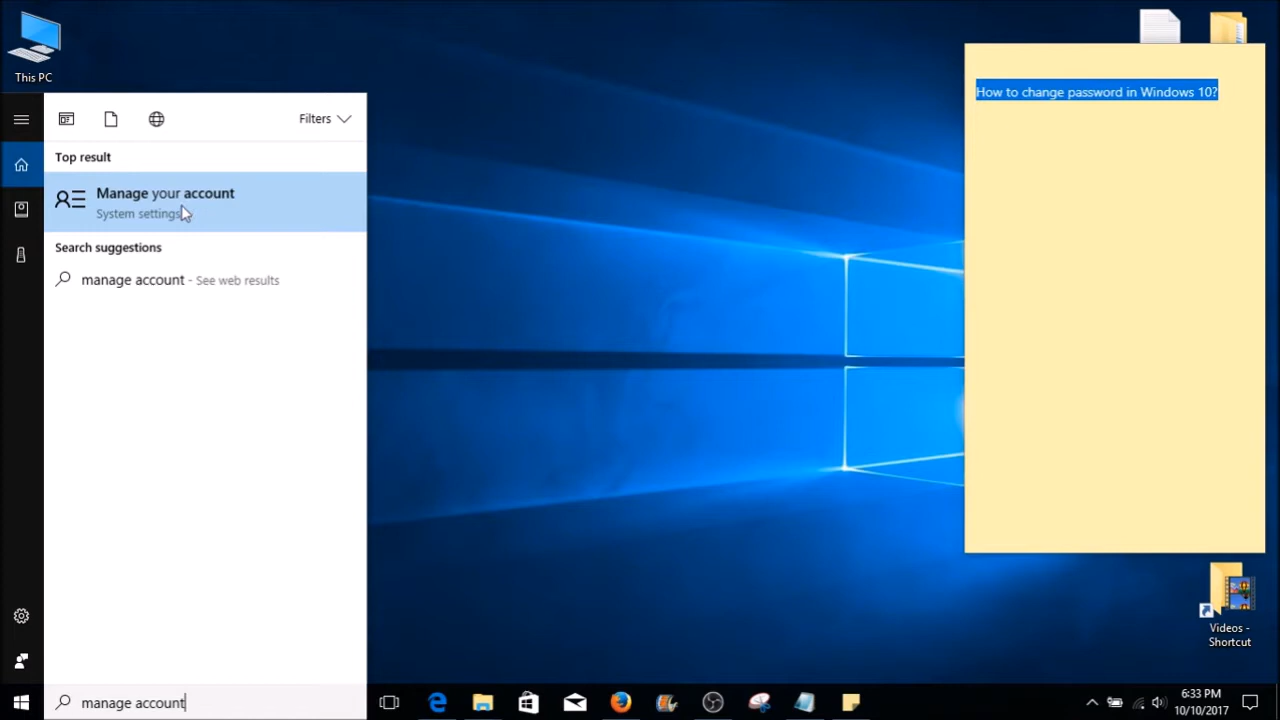 This PC
How to change password in Windows 10?
Filters
Top result
Manage your account
System settings
Search suggestions
manage account - See web results
Videos -
Shortcut
manage account
6:33 PM
10/10/2017